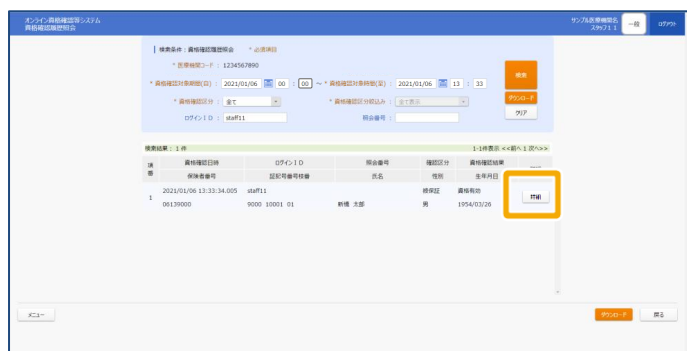 オンライン資格確認等システム
資格確認履歴照会
サンプル医療機関名
スタッフ１１
一般
ログアウト
検索条件：資格確認履歴照会 * 必須項目
* 医療機関コード : 1234567890
* 資格確認対象時間(自) : 2021/01/06 00 : 00 ～ * 資格確認対象時間(至) : 2021/01/06 13 : 33
* 資格確認区分 : 全て * 資格確認区分絞込み : 全て表示
ログインＩＤ : staff11 照会番号 :
検索
ダウンロード
クリア
検索結果：1 件 1-1件表示 <<前へ 1 次へ>>
項番 資格確認日時 ログインＩＤ 照会番号 確認区分 資格確認結果
保険者番号 証記号番号枝番 氏名 性別 生年月日
1 2021/01/06 13:33:34.005 staff11 被保証 資格有効
06139000 9000 10001 01 新橋 太郎 男 1954/03/26
詳細
メニュー
ダウンロード
戻る